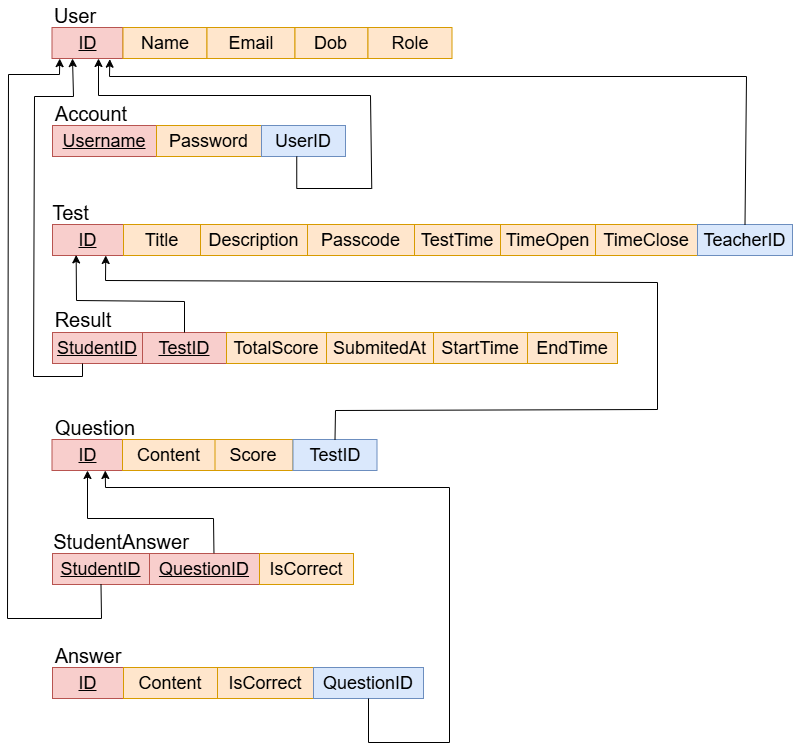 User
ID Name Email Dob Role
Account
Username Password UserID
Test
ID Title Description Passcode TestTime TimeOpen TimeClose TeacherID
Result
StudentID TestID TotalScore SubmitedAt StartTime EndTime
Question
ID Content Score TestID
StudentAnswer
StudentID QuestionID IsCorrect
Answer
ID Content IsCorrect QuestionID